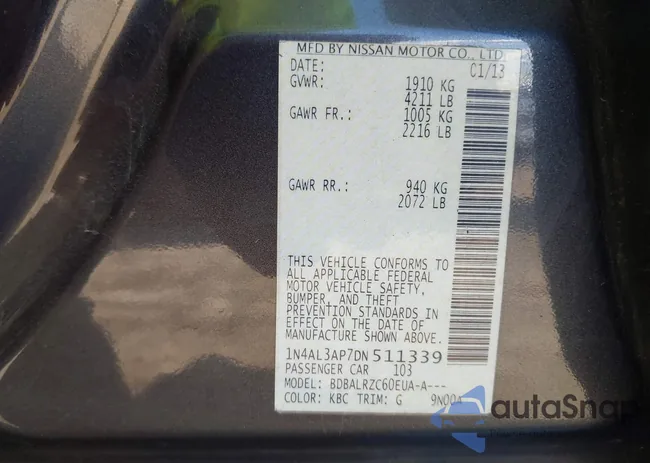 MFD BY NISSAN MOTOR CO., LTD
DATE: 01/13
GVWR: 1910 KG
4211 LB
GAWR FR.: 1005 KG
2216 LB
GAWR RR.: 940 KG
2072 LB
THIS VEHICLE CONFORMS TO
ALL APPLICABLE FEDERAL
MOTOR VEHICLE SAFETY,
BUMPER, AND THEFT
PREVENTION STANDARDS IN
EFFECT ON THE DATE OF
MANUFACTURE SHOWN ABOVE.
1N4AL3AP7DN511339
PASSENGER CAR 103
MODEL: BDBALRZC60EUA-A---
COLOR: KBC TRIM: G 9N00A
autoSnap